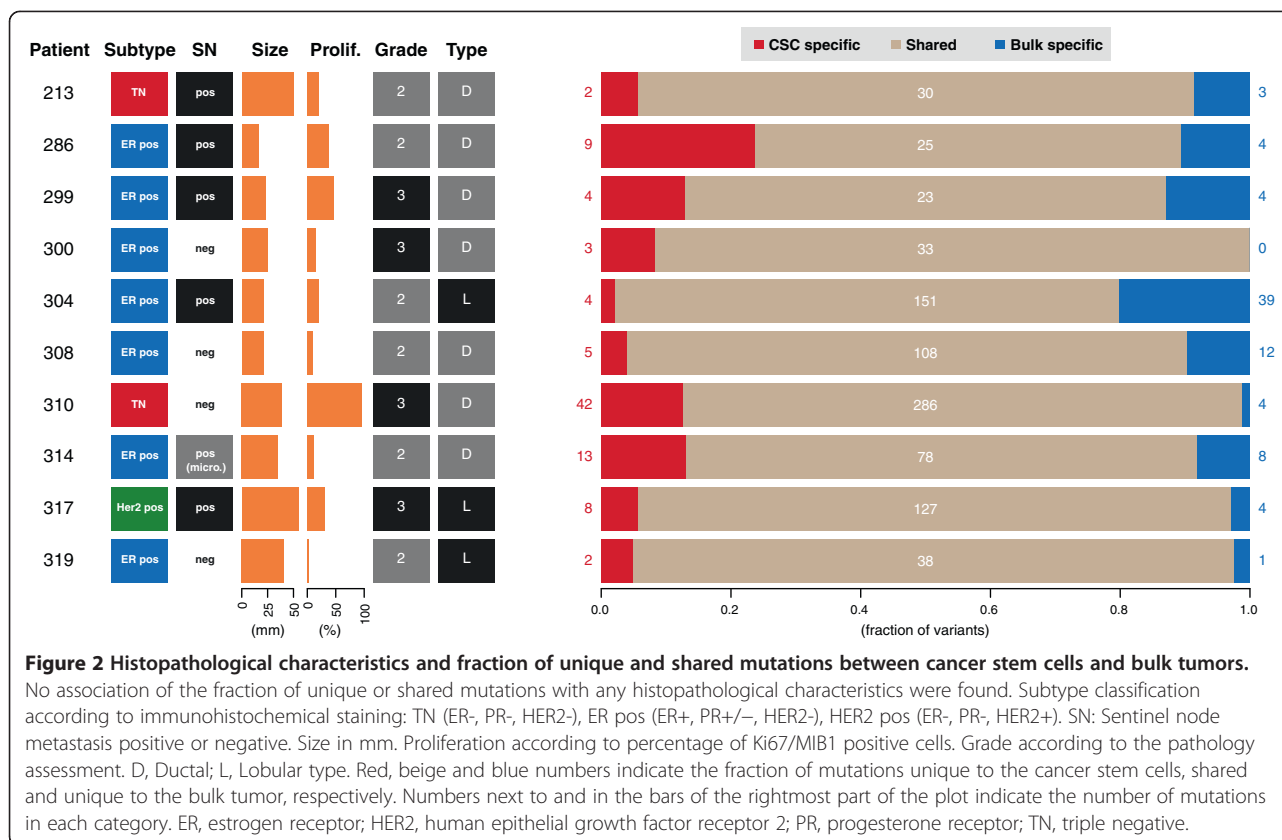 Patient Subtype SN Size Prolif. Grade Type
CSC specific Shared Bulk specific
213 TN pos 2 D 2 30 3
286 ER pos pos 2 D 9 25 4
299 ER pos pos 3 D 4 23 4
300 ER pos neg 3 D 3 33 0
304 ER pos pos 2 L 4 151 39
308 ER pos neg 2 D 5 108 12
310 TN neg 3 D 42 286 4
314 ER pos pos (micro.) 2 D 13 78 8
317 Her2 pos pos 3 L 8 127 4
319 ER pos neg 2 L 2 38 1
0 25 50 0 50 100 0.0 0.2 0.4 0.6 0.8 1.0
(mm) (%) (fraction of variants)
Figure 2 Histopathological characteristics and fraction of unique and shared mutations between cancer stem cells and bulk tumors.
No association of the fraction of unique or shared mutations with any histopathological characteristics were found. Subtype classification
according to immunohistochemical staining: TN (ER-, PR-, HER2-), ER pos (ER+, PR+/−, HER2-), HER2 pos (ER-, PR-, HER2+). SN: Sentinel node
metastasis positive or negative. Size in mm. Proliferation according to percentage of Ki67/MIB1 positive cells. Grade according to the pathology
assessment. D, Ductal; L, Lobular type. Red, beige and blue numbers indicate the fraction of mutations unique to the cancer stem cells, shared
and unique to the bulk tumor, respectively. Numbers next to and in the bars of the rightmost part of the plot indicate the number of mutations
in each category. ER, estrogen receptor; HER2, human epithelial growth factor receptor 2; PR, progesterone receptor; TN, triple negative.